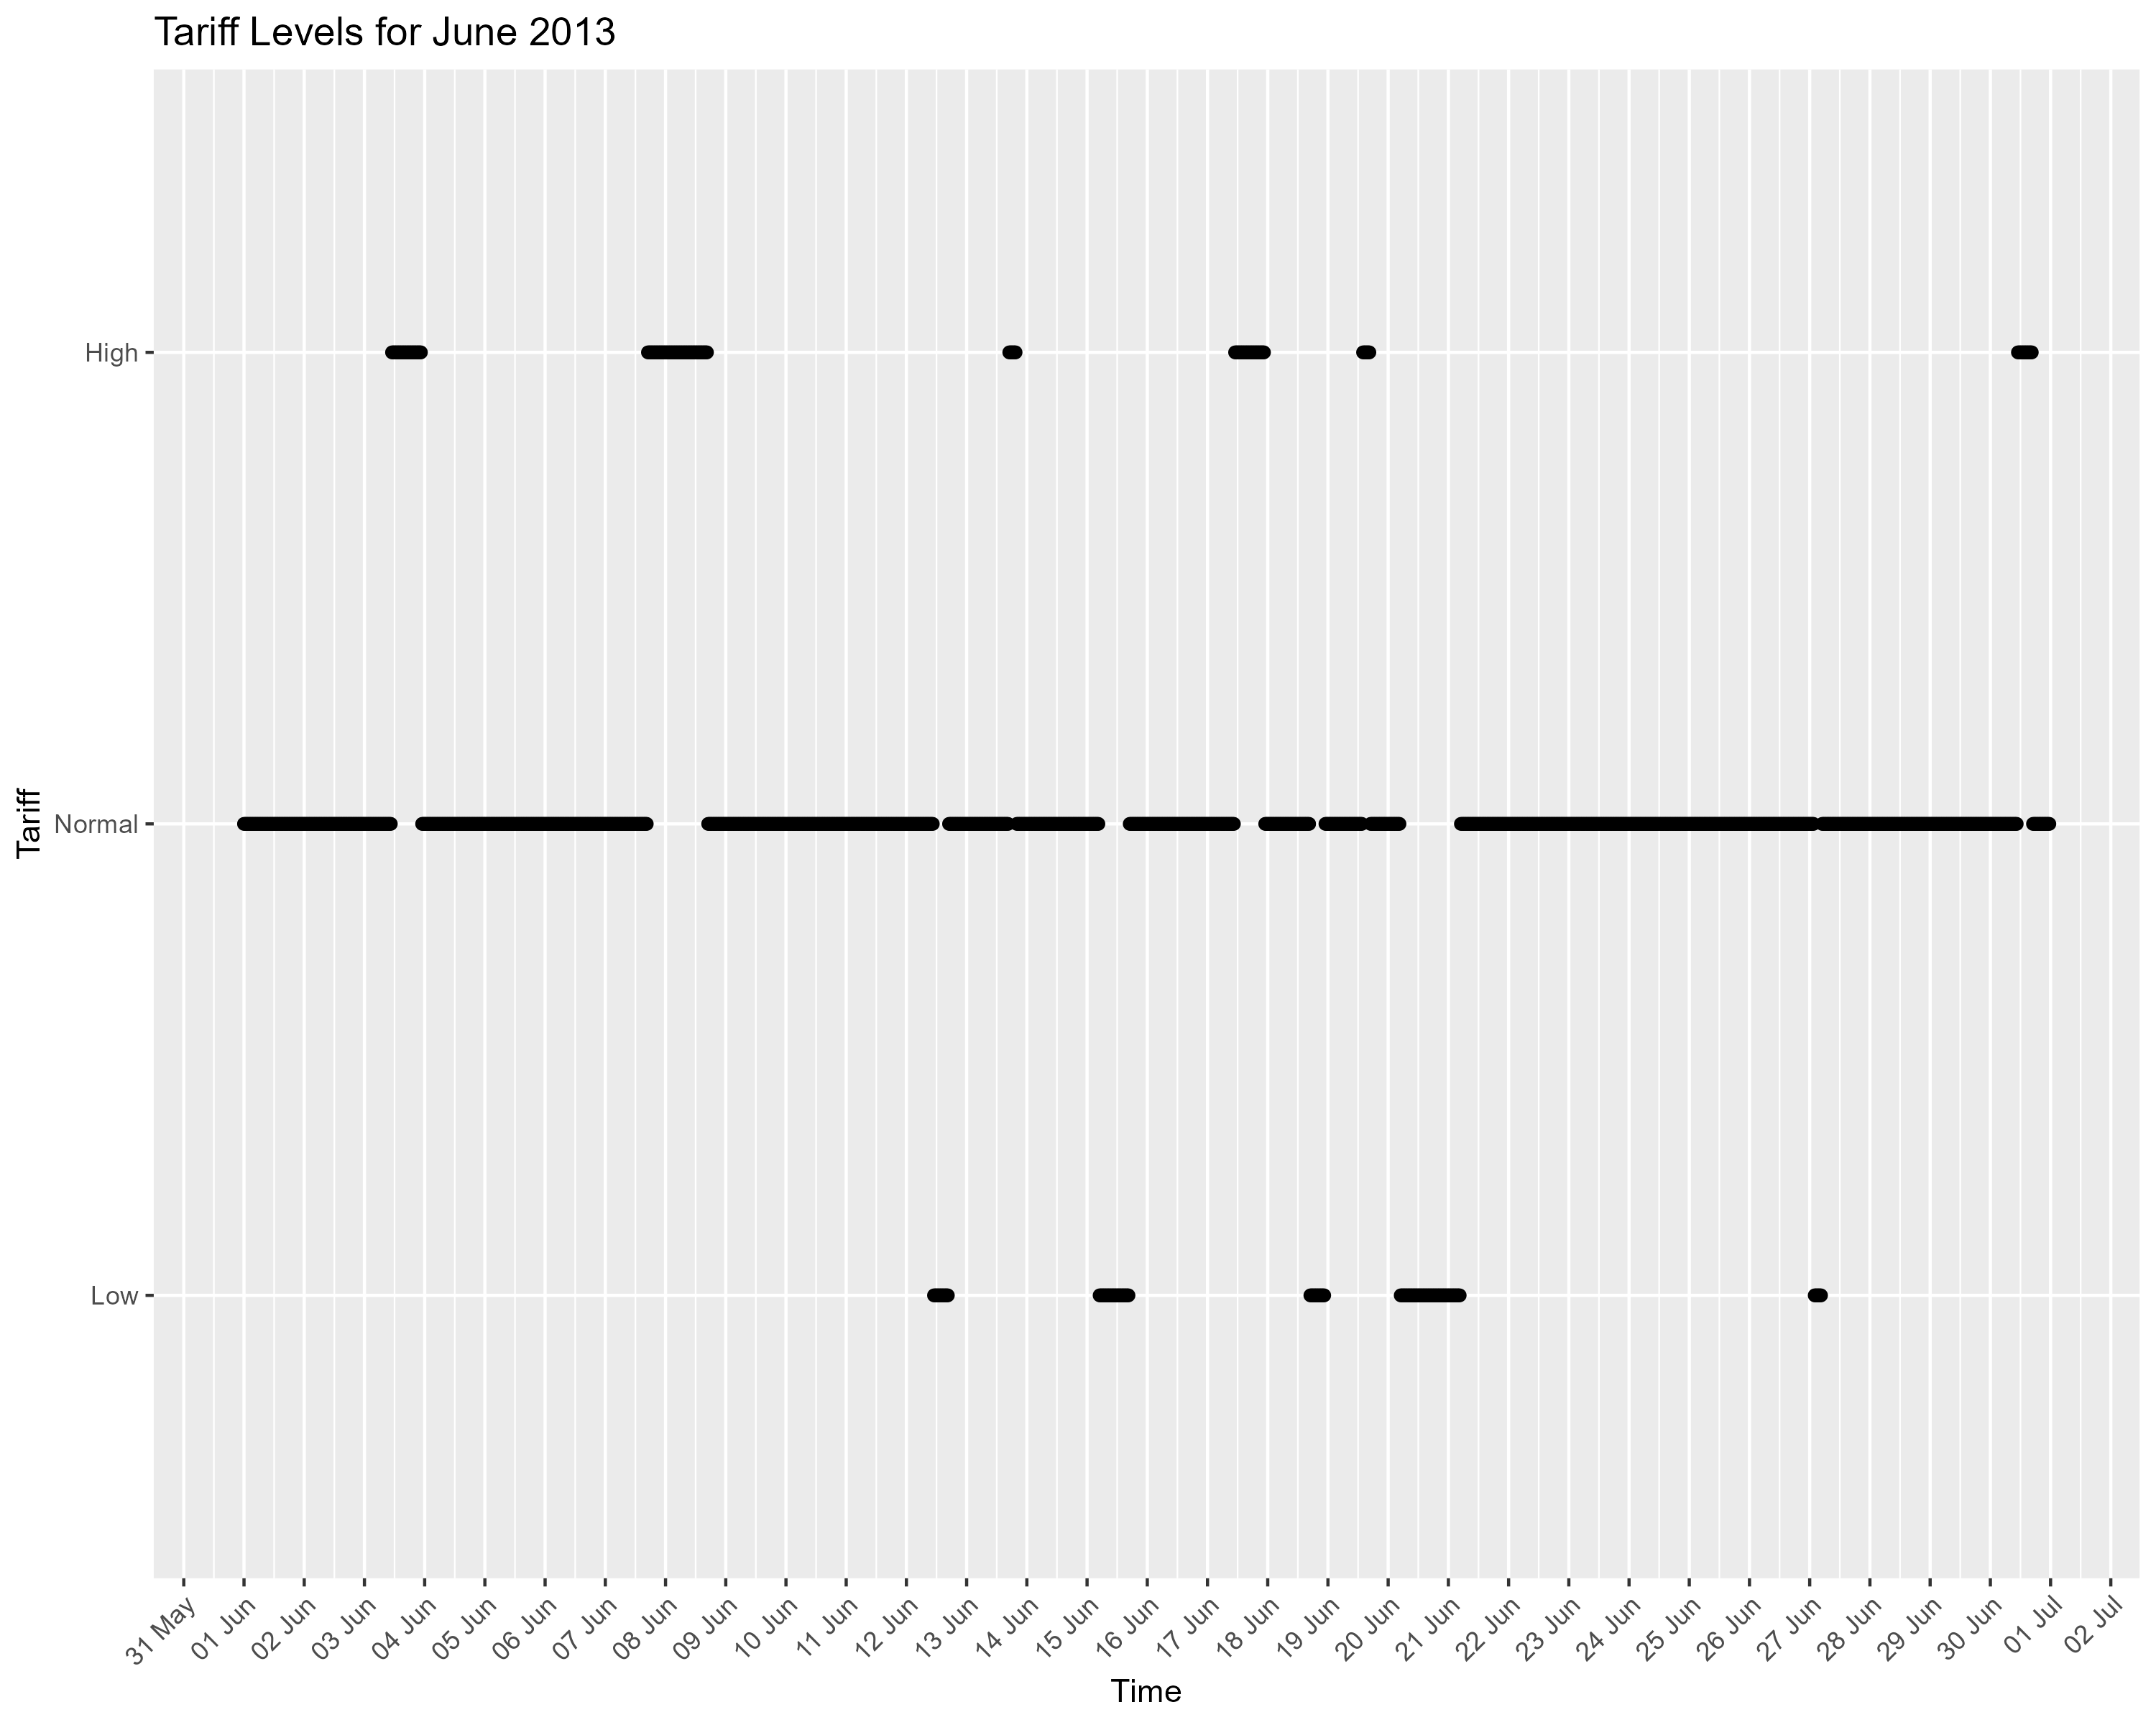 Tariff Levels for June 2013
Tariff
High
Normal
Low
31 May
01 Jun
02 Jun
03 Jun
04 Jun
05 Jun
06 Jun
07 Jun
08 Jun
09 Jun
10 Jun
11 Jun
12 Jun
13 Jun
14 Jun
15 Jun
16 Jun
17 Jun
18 Jun
19 Jun
20 Jun
21 Jun
22 Jun
23 Jun
24 Jun
25 Jun
26 Jun
27 Jun
28 Jun
29 Jun
30 Jun
01 Jul
02 Jul
Time